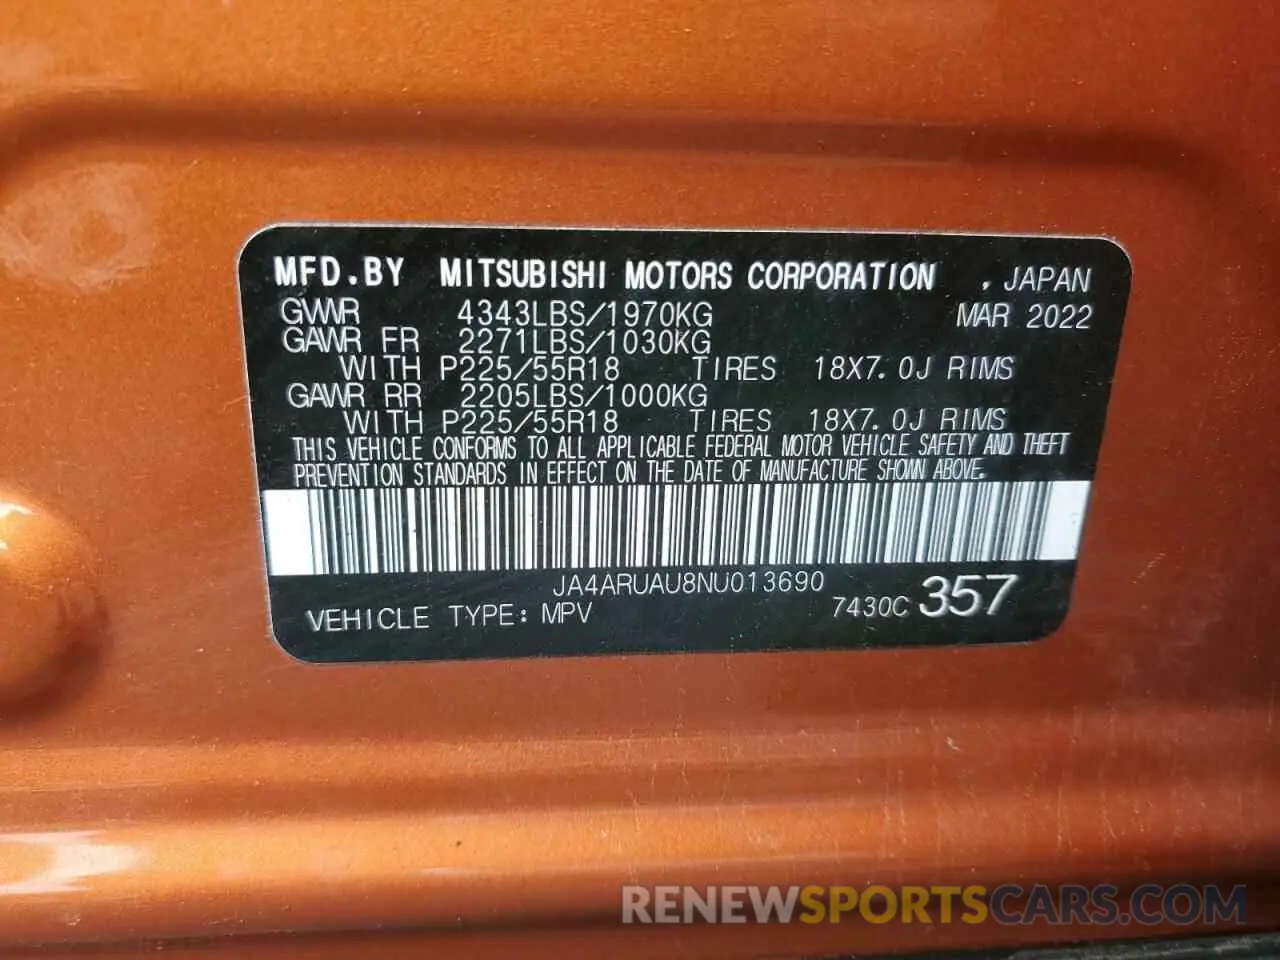 MFD.BY MITSUBISHI MOTORS CORPORATION , JAPAN
GVWR 4343LBS/1970KG MAR 2022
GAWR FR 2271LBS/1030KG
WITH P225/55R18 TIRES 18X7.0J RIMS
GAWR RR 2205LBS/1000KG
WITH P225/55R18 TIRES 18X7.0J RIMS
THIS VEHICLE CONFORMS TO ALL APPLICABLE FEDERAL MOTOR VEHICLE SAFETY AND THEFT
PREVENTION STANDARDS IN EFFECT ON THE DATE OF MANUFACTURE SHOWN ABOVE.
JA4ARUAU8NU013690
VEHICLE TYPE: MPV 7430C 357
RENEWSPORTSCARS.COM